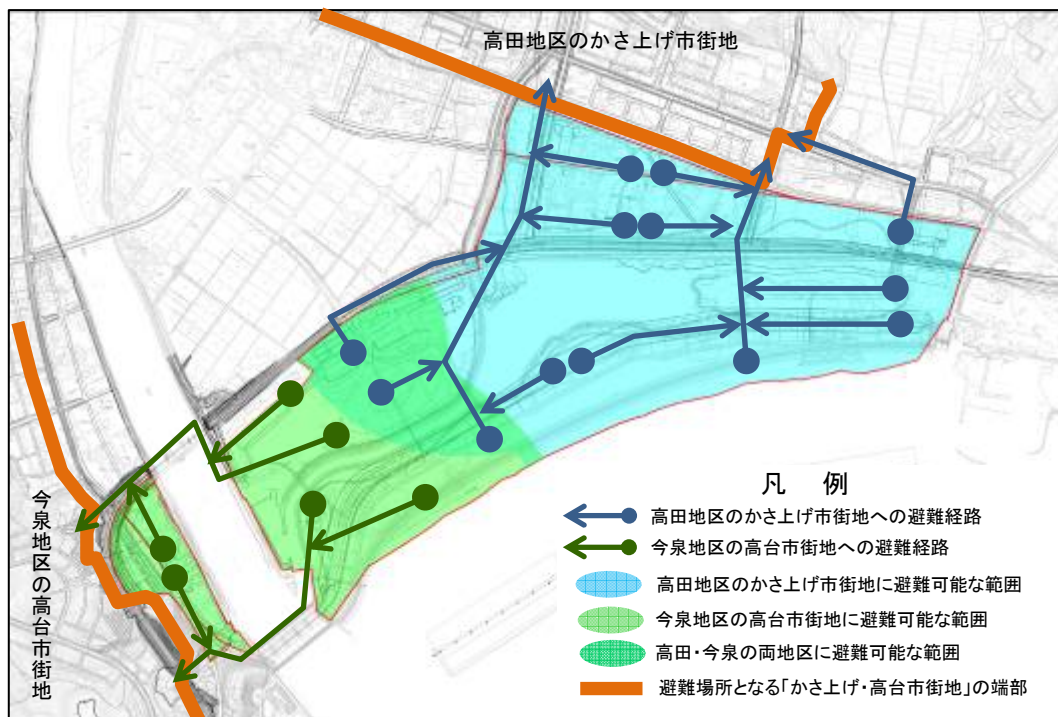 高田地区のかさ上げ市街地
今泉地区の高台市街地
凡 例
高田地区のかさ上げ市街地への避難経路
今泉地区の高台市街地への避難経路
高田地区のかさ上げ市街地に避難可能な範囲
今泉地区の高台市街地に避難可能な範囲
高田・今泉の両地区に避難可能な範囲
避難場所となる「かさ上げ・高台市街地」の端部